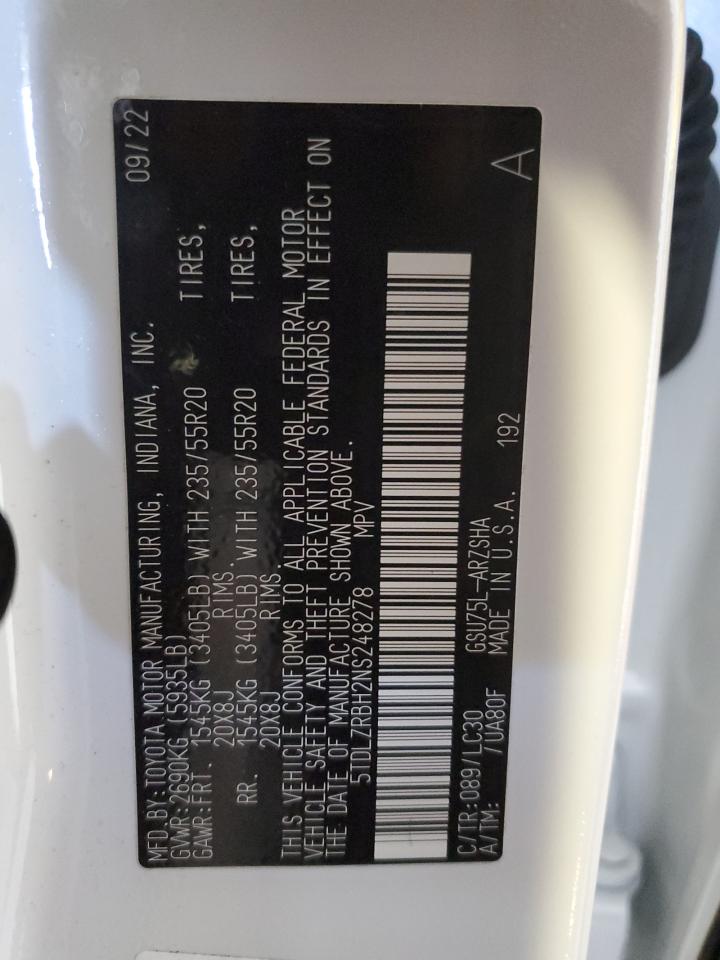 MFD.BY:TOYOTA MOTOR MANUFACTURING, INDIANA, INC. 09/22
GVWR:2690KG (5935LB)
GAWR:FRT. 1545KG (3405LB) WITH 235/55R20 TIRES,
20X8J RIMS.
RR. 1545KG (3405LB) WITH 235/55R20 TIRES,
20X8J RIMS
THIS VEHICLE CONFORMS TO ALL APPLICABLE FEDERAL MOTOR
VEHICLE SAFETY AND THEFT PREVENTION STANDARDS IN EFFECT ON
THE DATE OF MANUFACTURE SHOWN ABOVE.
5TDLZRBH2NS248278 MPV
C/TR:089/LC30 GSU75L-ARZSHA
A/TM: /UA80F MADE IN U.S.A. 192 A